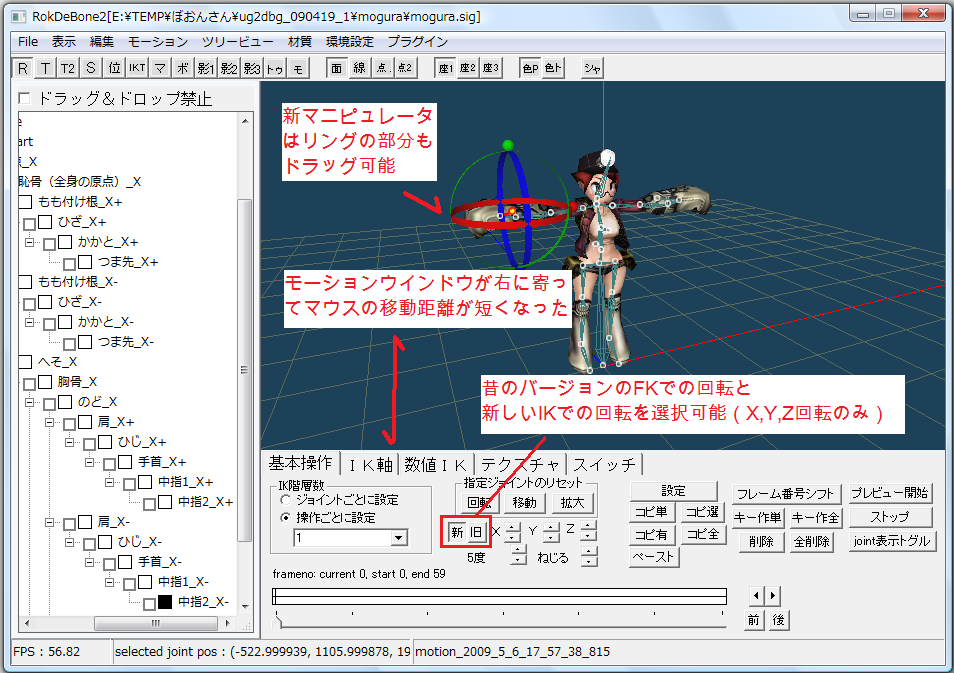 RokDeBone2[E:¥TEMP¥ぽおんさん¥ug2dbg_090419_1¥mogura¥mogura.sig]
File 表示 編集 モーション ツリービュー 材質 環境設定 プラグイン
R T T2 S 位 IKT マ ボ 影1 影2 影3 トゥ モ 面 線 点. 点2 座1 座2 座3 色P 色ト シャ
ドラッグ＆ドロップ禁止
e
art
_X
恥骨（全身の原点）_X
もも付け根_X+
ひざ_X+
かかと_X+
つま先_X+
もも付け根_X-
ひざ_X-
かかと_X-
つま先_X-
へそ_X
胸骨_X
のど_X
肩_X+
ひじ_X+
手首_X+
中指1_X+
中指2_X+
肩_X-
ひじ_X-
手首_X-
中指1_X-
中指2_X-
新マニピュレータ
はリングの部分も
ドラッグ可能
モーションウインドウが右に寄っ
てマウスの移動距離が短くなった
昔のバージョンのFKでの回転と
新しいIKでの回転を選択可能（X,Y,Z回転のみ）
基本操作 ＩＫ軸 数値ＩＫ テクスチャ スイッチ
IK階層数
ジョイントごとに設定
操作ごとに設定
1
指定ジョイントのリセット
回転 移動 拡大
新 旧 X Y Z
5度 ねじる
設定
コピ単 コピ選
コピ有 コピ全
ペースト
フレーム番号シフト プレビュー開始
キー作単 キー作全 ストップ
削除 全削除 joint表示トグル
frameno: current 0, start 0, end 59
前 後
FPS : 56.82
selected joint pos : (-522.999939, 1105.999878, 19
motion_2009_5_6_17_57_38_815